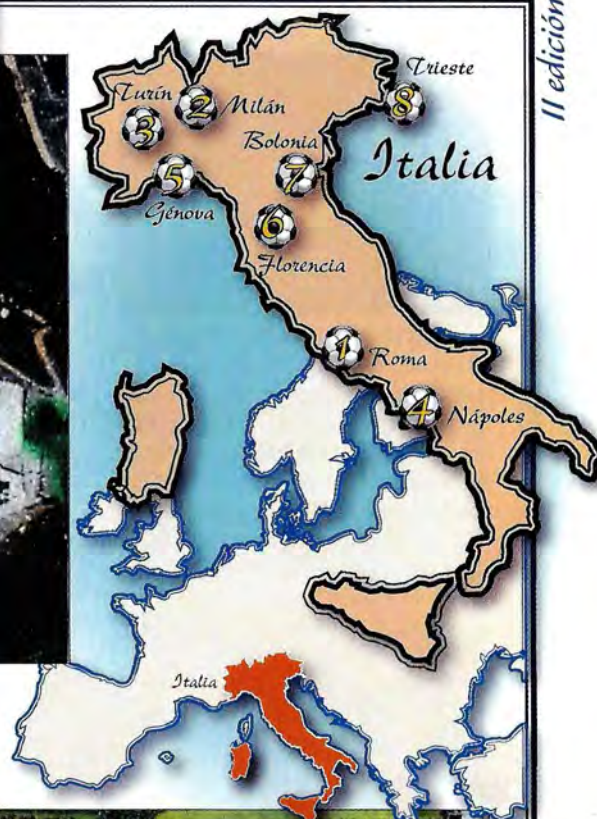 II edición
Trieste
8
Turín
2
Milán
3
Bolonia
Italia
5
7
Génova
6
Florencia
1
Roma
4
Nápoles
Italia